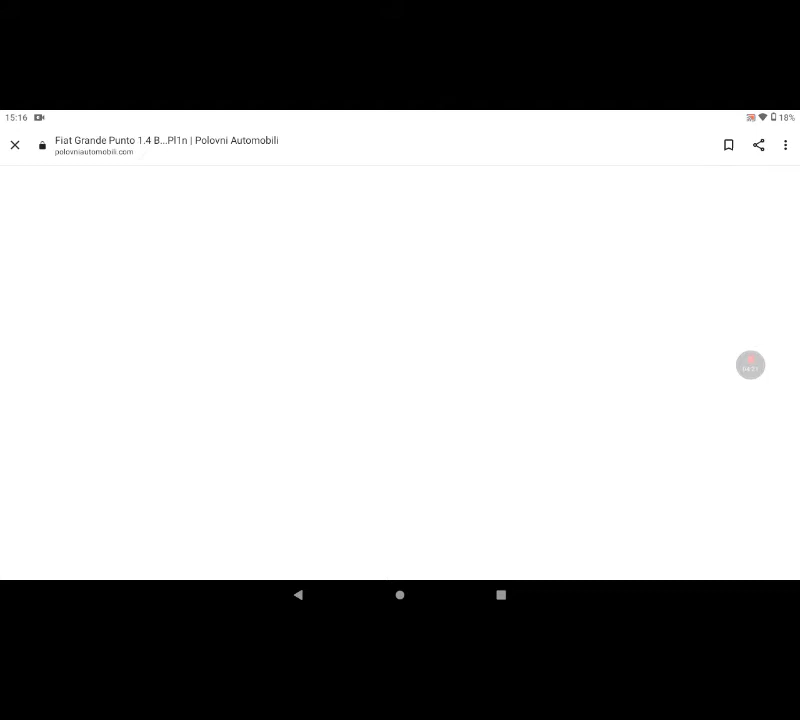 15:16
18%
Fiat Grande Punto 1.4 B...Pl1n | Polovni Automobili
polovniautomobili.com